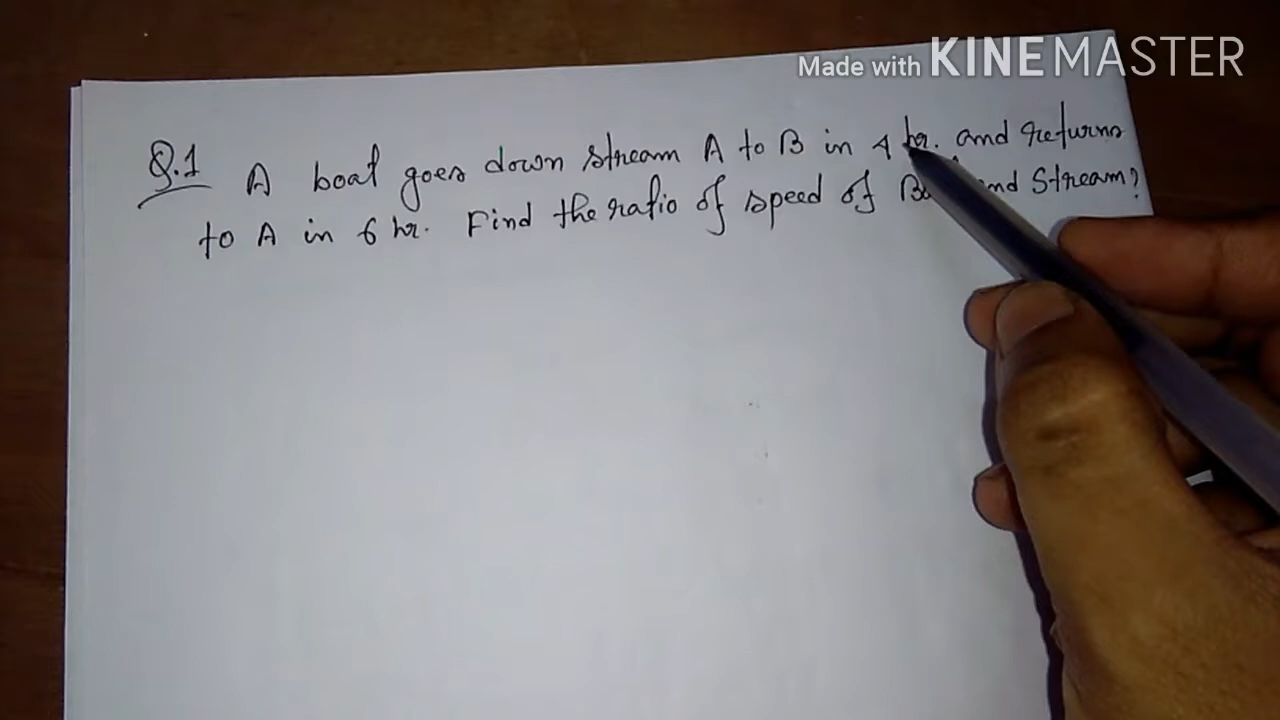 Made with KINEMASTER
Q.1 A boat goes down stream A to B in 4 hr. and returns
to A in 6 hr. Find the ratio of speed of and Stream?